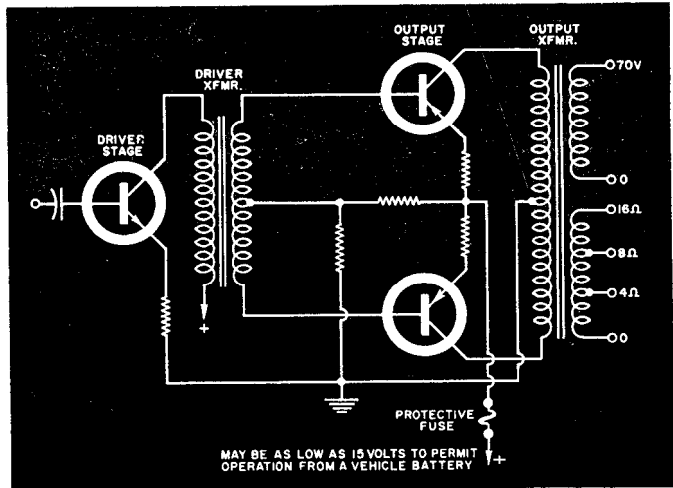 OUTPUT
STAGE
OUTPUT
XFMR.
DRIVER
XFMR.
70V
DRIVER
STAGE
0
16Ω
8Ω
4Ω
+
0
PROTECTIVE
FUSE
MAY BE AS LOW AS 15 VOLTS TO PERMIT
OPERATION FROM A VEHICLE BATTERY
+